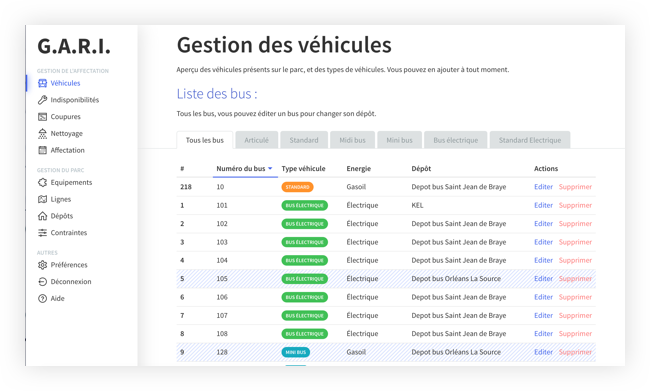 G.A.R.I.
GESTION DE L'AFFECTATION
Véhicules
Indisponibilités
Coupures
Nettoyage
Affectation
GESTION DU PARC
Equipements
Lignes
Dépôts
Contraintes
AUTRES
Préférences
Déconnexion
Aide
Gestion des véhicules
Aperçu des véhicules présents sur le parc, et des types de véhicules. Vous pouvez en ajouter à tout moment.
Liste des bus :
Tous les bus, vous pouvez éditer un bus pour changer son dépôt.
Tous les bus Articulé Standard Midi bus Mini bus Bus électrique Standard Electrique
# Numéro du bus Type véhicule Energie Dépôt Actions
218 10 STANDARD Gasoil Depot bus Saint Jean de Braye Editer Supprimer
1 101 BUS ÉLECTRIQUE Électrique KEL Editer Supprimer
2 102 BUS ÉLECTRIQUE Électrique Depot bus Saint Jean de Braye Editer Supprimer
3 103 BUS ÉLECTRIQUE Électrique Depot bus Saint Jean de Braye Editer Supprimer
4 104 BUS ÉLECTRIQUE Électrique Depot bus Saint Jean de Braye Editer Supprimer
5 105 BUS ÉLECTRIQUE Électrique Depot bus Orléans La Source Editer Supprimer
6 106 BUS ÉLECTRIQUE Électrique Depot bus Saint Jean de Braye Editer Supprimer
7 107 BUS ÉLECTRIQUE Électrique Depot bus Saint Jean de Braye Editer Supprimer
8 108 BUS ÉLECTRIQUE Électrique Depot bus Saint Jean de Braye Editer Supprimer
9 128 MINI BUS Gasoil Depot bus Orléans La Source Editer Supprimer